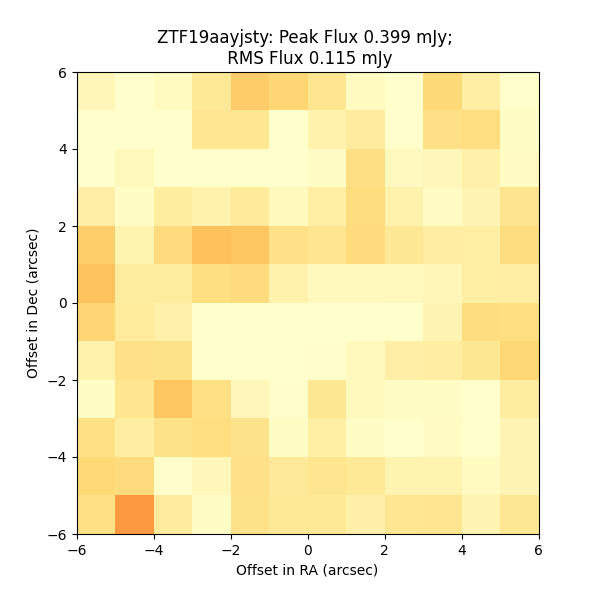 ZTF19aayjsty: Peak Flux 0.399 mJy;
RMS Flux 0.115 mJy
6
4
2
0
−2
−4
−6
Offset in Dec (arcsec)
−6 −4 −2 0 2 4 6
Offset in RA (arcsec)